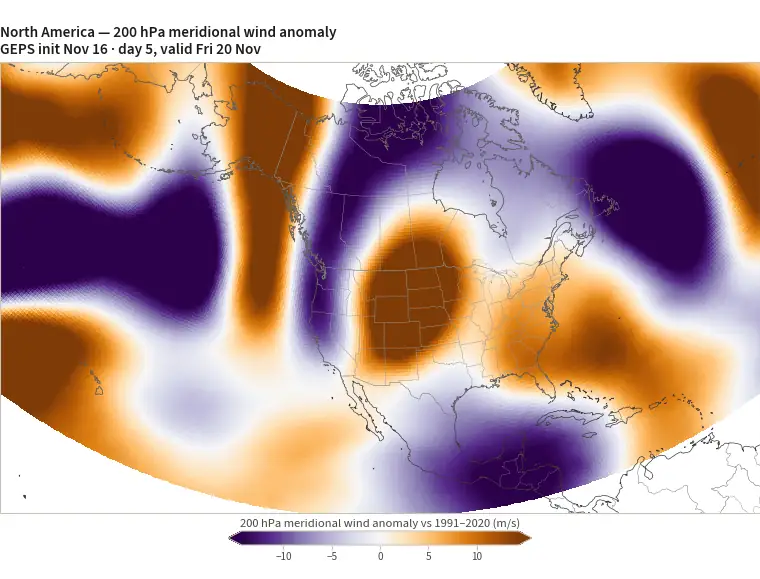 North America — 200 hPa meridional wind anomaly
GEPS init Nov 16 · day 5, valid Fri 20 Nov
200 hPa meridional wind anomaly vs 1991–2020 (m/s)
−10 −5 0 5 10